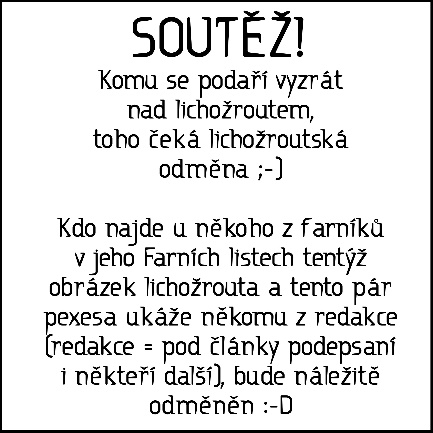 SOUTĚŽ!
Komu se podaří vyzrát
nad lichožroutem,
toho čeká lichožroutská
odměna ;-)
Kdo najde u někoho z farníků
v jeho Farních listech tentýž
obrázek lichožrouta a tento pár
pexesa ukáže někomu z redakce
(redakce = pod články podepsaní
i někteří další), bude náležitě
odměněn :-D